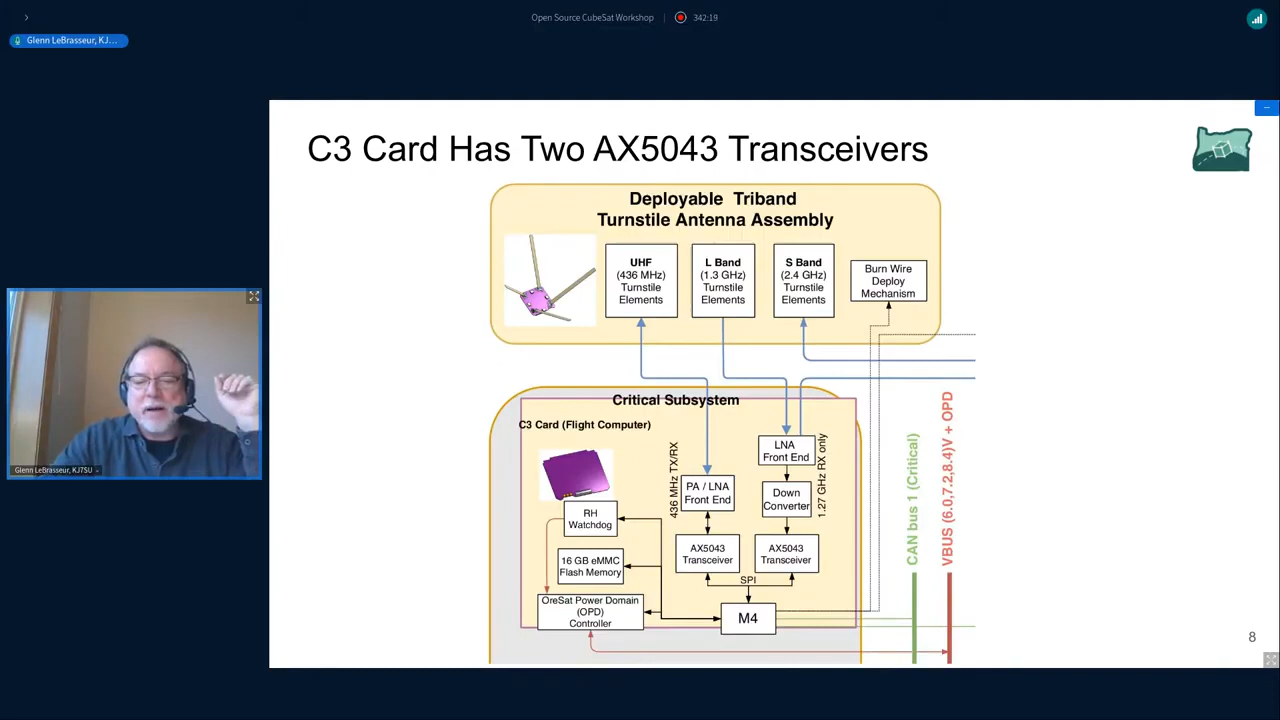 Open Source CubeSat Workshop
342:19
Glenn LeBrasseur, KJ...
Glenn LeBrasseur, KJ7SU
C3 Card Has Two AX5043 Transceivers
Deployable Triband
Turnstile Antenna Assembly
UHF
(436 MHz)
Turnstile
Elements
L Band
(1.3 GHz)
Turnstile
Elements
S Band
(2.4 GHz)
Turnstile
Elements
Burn Wire
Deploy
Mechanism
Critical Subsystem
C3 Card (Flight Computer)
436 MHz TX/RX
PA / LNA
Front End
LNA
Front End
1.27 GHz RX only
Down
Converter
RH
Watchdog
AX5043
Transceiver
AX5043
Transceiver
16 GB eMMC
Flash Memory
SPI
OreSat Power Domain
(OPD)
Controller
M4
CAN bus 1 (Critical)
VBUS (6.0,7.2,8.4)V + OPD
8